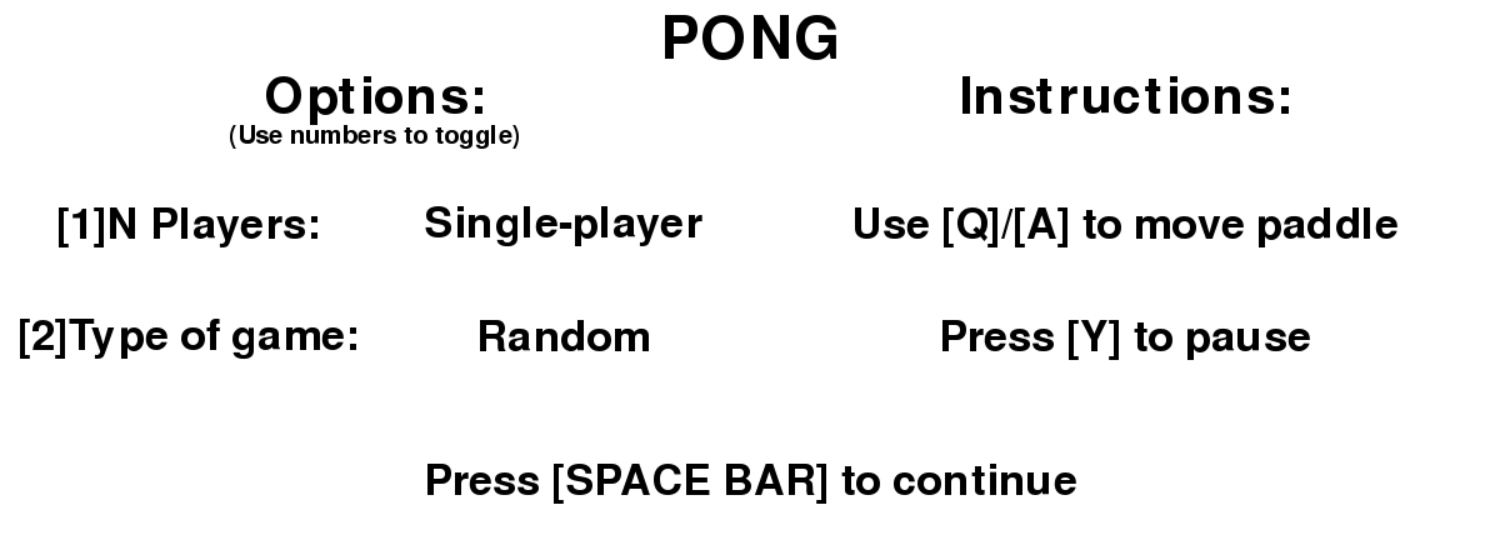 PONG
Options:
(Use numbers to toggle)
Instructions:
[1]N Players: Single-player Use [Q]/[A] to move paddle
[2]Type of game: Random Press [Y] to pause
Press [SPACE BAR] to continue